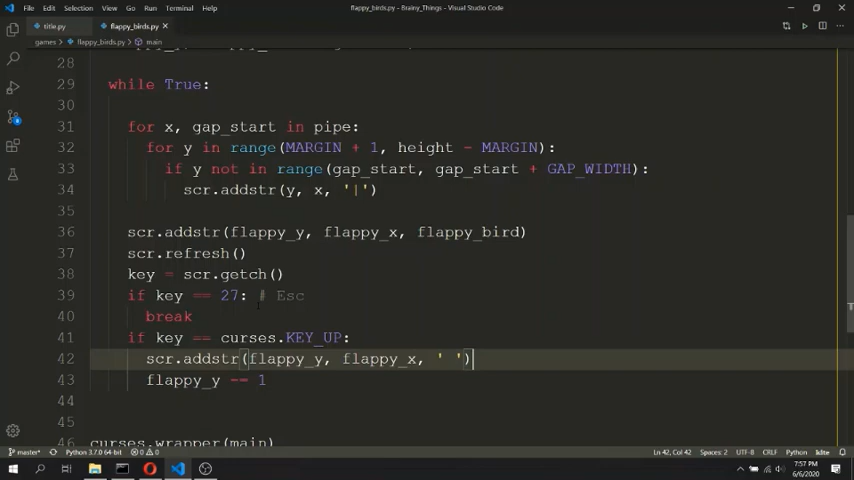 File Edit Selection View Go Run Terminal Help
flappy_birds.py - Brainy_Things - Visual Studio Code
title.py flappy_birds.py
games > flappy_birds.py > main
28
29 while True:
30
31 for x, gap_start in pipe:
32 for y in range(MARGIN + 1, height - MARGIN):
33 if y not in range(gap_start, gap_start + GAP_WIDTH):
34 scr.addstr(y, x, '|')
35
36 scr.addstr(flappy_y, flappy_x, flappy_bird)
37 scr.refresh()
38 key = scr.getch()
39 if key == 27: # Esc
40 break
41 if key == curses.KEY_UP:
42 scr.addstr(flappy_y, flappy_x, ' ')
43 flappy_y -= 1
44
45
46 curses.wrapper(main)
master* Python 3.7.0 64-bit 0 0 Ln 42, Col 42 Spaces: 2 UTF-8 CRLF Python kite
7:57 PM
6/6/2020